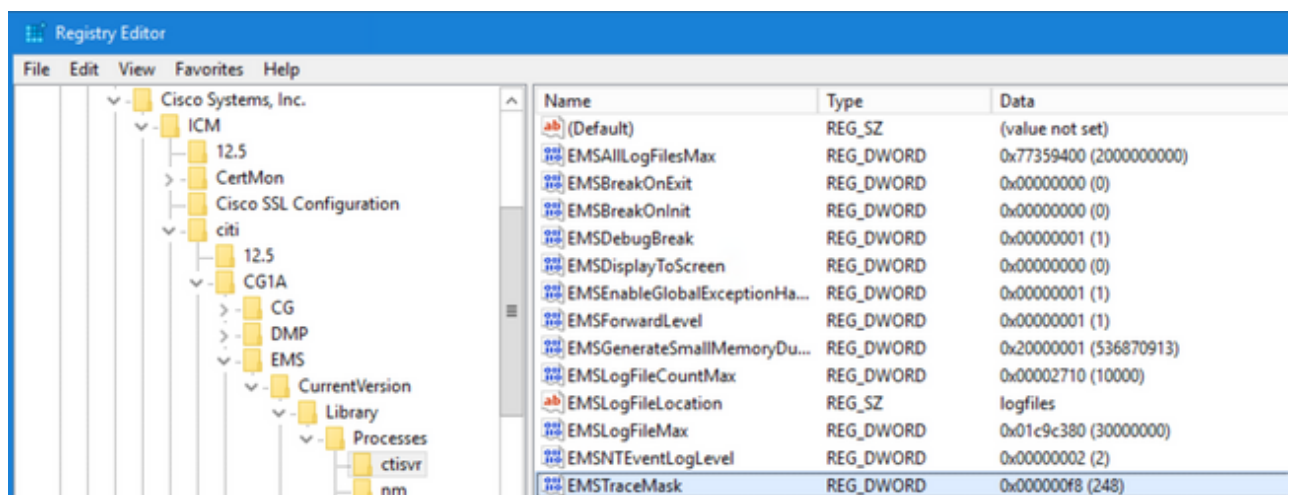 Registry Editor
File Edit View Favorites Help
Cisco Systems, Inc.
ICM
12.5
CertMon
Cisco SSL Configuration
citi
12.5
CG1A
CG
DMP
EMS
CurrentVersion
Library
Processes
ctisvr
nm
Name Type Data
(Default) REG_SZ (value not set)
EMSAllLogFilesMax REG_DWORD 0x77359400 (2000000000)
EMSBreakOnExit REG_DWORD 0x00000000 (0)
EMSBreakOnInit REG_DWORD 0x00000000 (0)
EMSDebugBreak REG_DWORD 0x00000001 (1)
EMSDisplayToScreen REG_DWORD 0x00000000 (0)
EMSEnableGlobalExceptionHa... REG_DWORD 0x00000001 (1)
EMSForwardLevel REG_DWORD 0x00000001 (1)
EMSGenerateSmallMemoryDu... REG_DWORD 0x20000001 (536870913)
EMSLogFileCountMax REG_DWORD 0x00002710 (10000)
EMSLogFileLocation REG_SZ logfiles
EMSLogFileMax REG_DWORD 0x01c9c380 (30000000)
EMSNTEventLogLevel REG_DWORD 0x00000002 (2)
EMSTraceMask REG_DWORD 0x000000f8 (248)